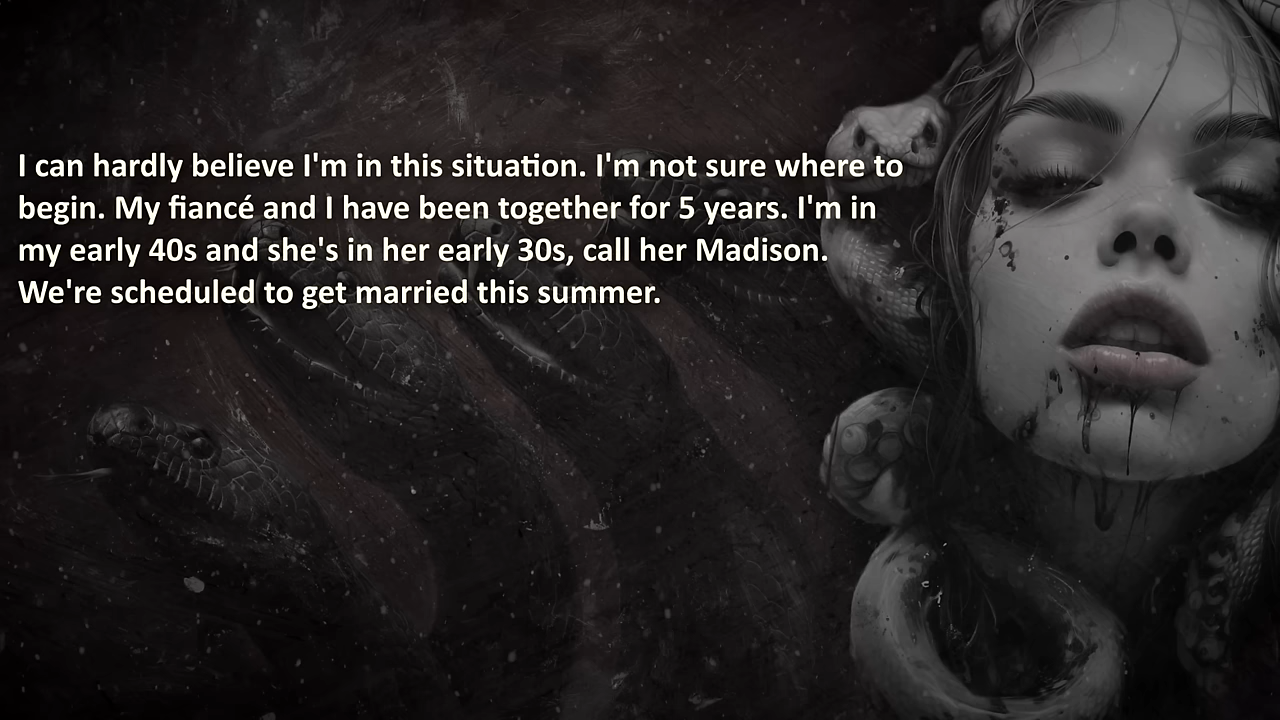 I can hardly believe I'm in this situation. I'm not sure where to
begin. My fiancé and I have been together for 5 years. I'm in
my early 40s and she's in her early 30s, call her Madison.
We're scheduled to get married this summer.